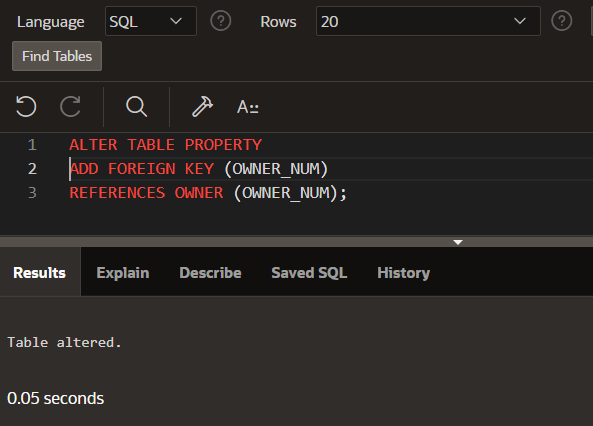 Language SQL ? Rows 20 ?
Find Tables
A::
1 ALTER TABLE PROPERTY
2 ADD FOREIGN KEY (OWNER_NUM)
3 REFERENCES OWNER (OWNER_NUM);
Results Explain Describe Saved SQL History
Table altered.
0.05 seconds